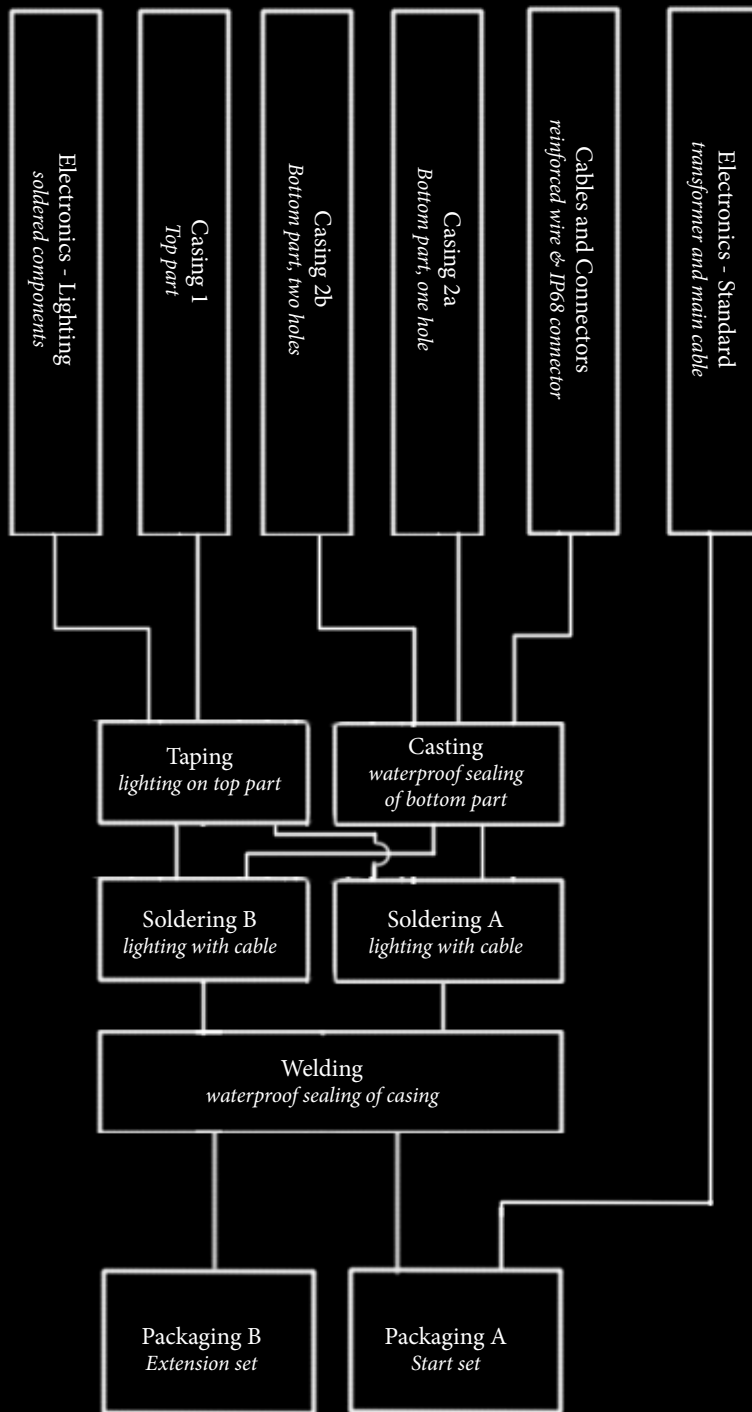 Electronics - Lighting
soldered components
Casing 1
Top part
Casing 2b
Bottom part, two holes
Casing 2a
Bottom part, one hole
Cables and Connectors
reinforced wire & IP68 connector
Electronics - Standard
transformer and main cable
Taping
lighting on top part
Casting
waterproof sealing
of bottom part
Soldering B
lighting with cable
Soldering A
lighting with cable
Welding
waterproof sealing of casing
Packaging B
Extension set
Packaging A
Start set